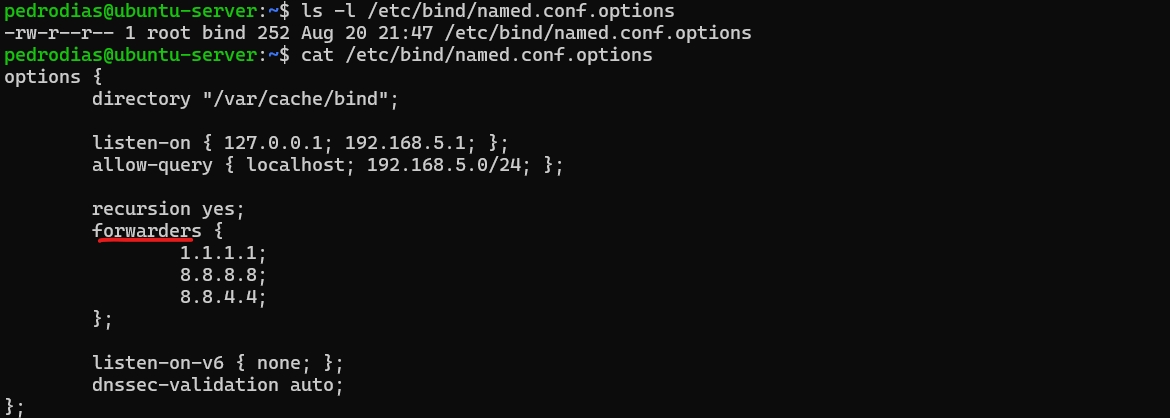 pedrodias@ubuntu-server:~$ ls -l /etc/bind/named.conf.options
-rw-r--r-- 1 root bind 252 Aug 20 21:47 /etc/bind/named.conf.options
pedrodias@ubuntu-server:~$ cat /etc/bind/named.conf.options
options {
        directory "/var/cache/bind";

        listen-on { 127.0.0.1; 192.168.5.1; };
        allow-query { localhost; 192.168.5.0/24; };

        recursion yes;
        forwarders {
                1.1.1.1;
                8.8.8.8;
                8.8.4.4;
        };

        listen-on-v6 { none; };
        dnssec-validation auto;
};